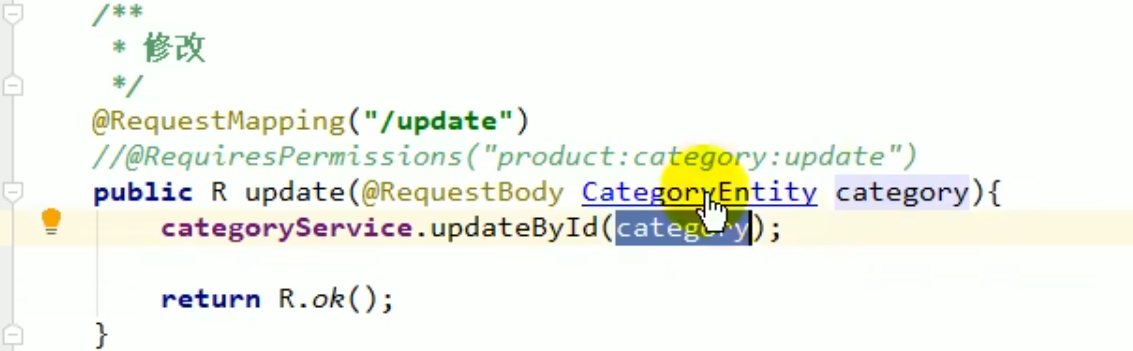 /**
* 修改
*/
@RequestMapping("/update")
//@RequiresPermissions("product:category:update")
public R update(@RequestBody CategoryEntity category){
categoryService.updateById(category);
return R.ok();
}